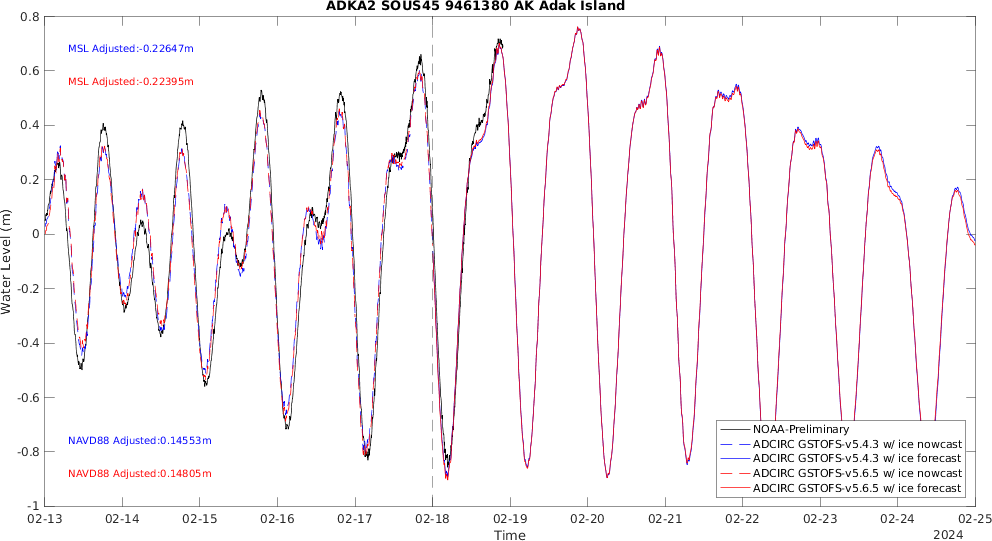 ADKA2 SOUS45 9461380 AK Adak Island
0.8
0.6
0.4
0.2
0
-0.2
-0.4
-0.6
-0.8
-1
Water Level (m)
MSL Adjusted:-0.22647m
MSL Adjusted:-0.22395m
NAVD88 Adjusted:0.14553m
NAVD88 Adjusted:0.14805m
NOAA-Preliminary
ADCIRC GSTOFS-v5.4.3 w/ ice nowcast
ADCIRC GSTOFS-v5.4.3 w/ ice forecast
ADCIRC GSTOFS-v5.6.5 w/ ice nowcast
ADCIRC GSTOFS-v5.6.5 w/ ice forecast
02-13 02-14 02-15 02-16 02-17 02-18 02-19 02-20 02-21 02-22 02-23 02-24 02-25
Time
2024